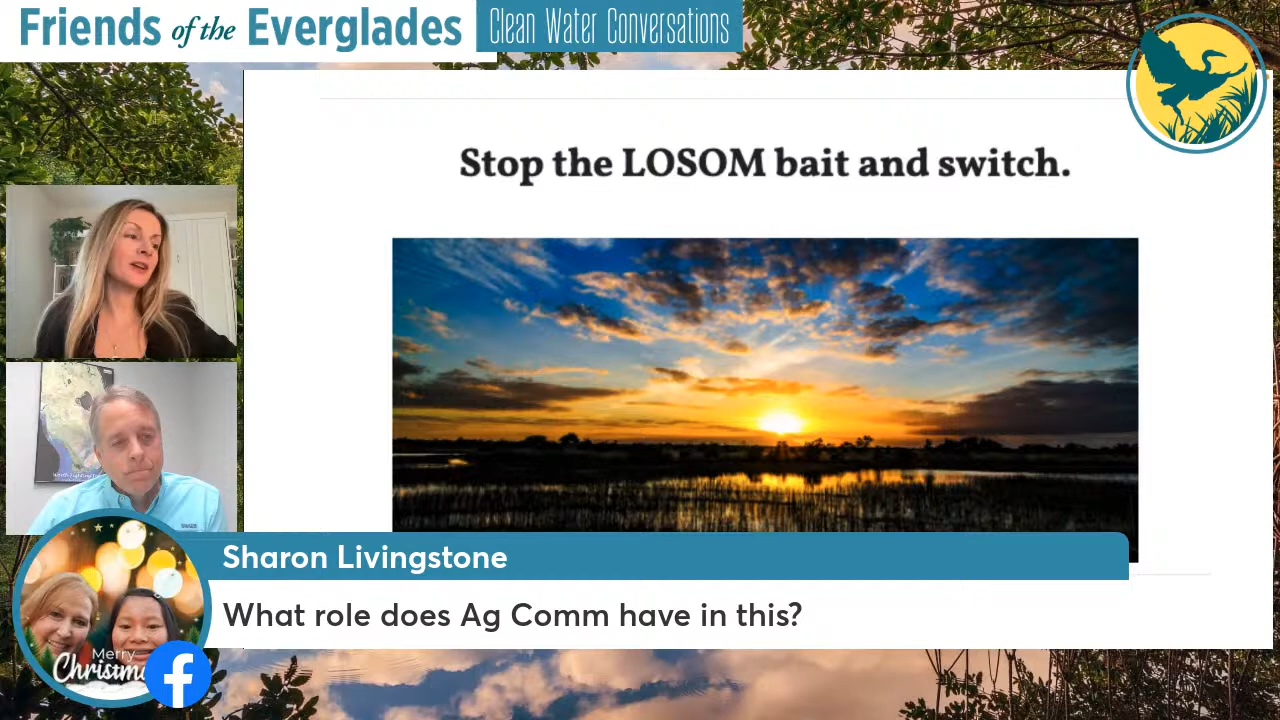 Friends of the Everglades
Clean Water Conversations
Stop the LOSOM bait and switch.
Sharon Livingstone
What role does Ag Comm have in this?
Merry